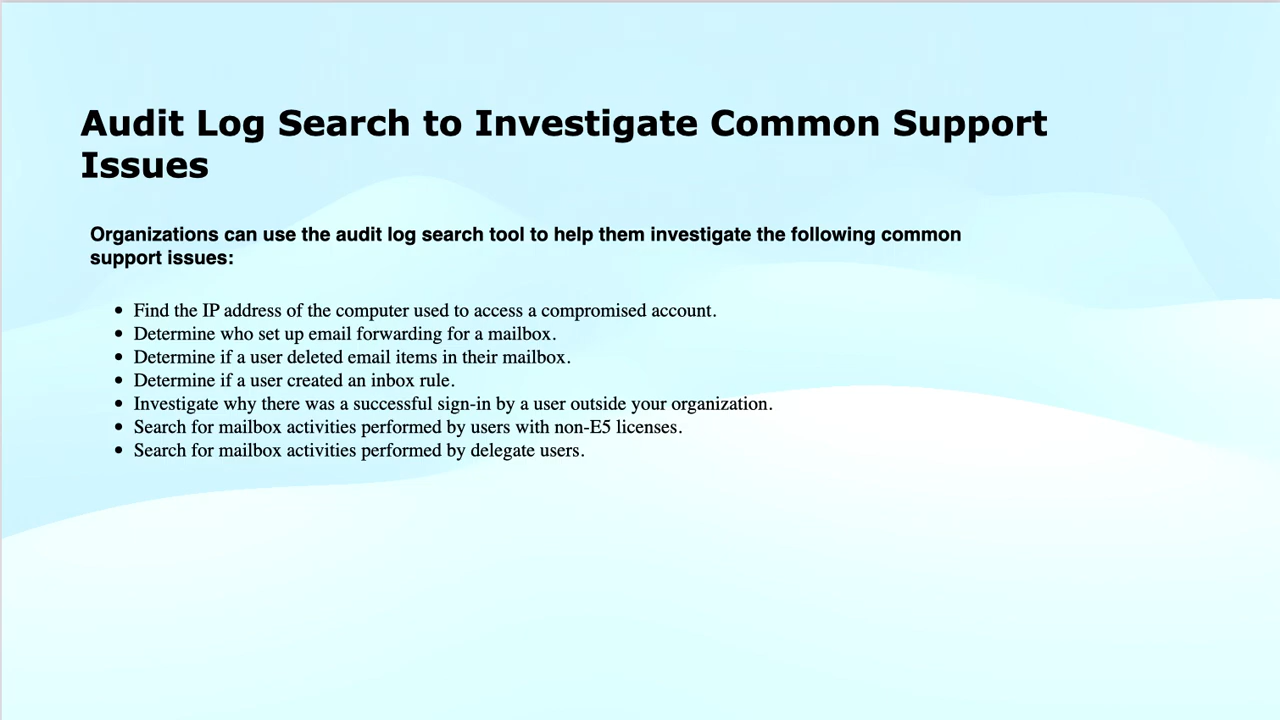 Audit Log Search to Investigate Common Support
Issues
Organizations can use the audit log search tool to help them investigate the following common
support issues:
• Find the IP address of the computer used to access a compromised account.
• Determine who set up email forwarding for a mailbox.
• Determine if a user deleted email items in their mailbox.
• Determine if a user created an inbox rule.
• Investigate why there was a successful sign-in by a user outside your organization.
• Search for mailbox activities performed by users with non-E5 licenses.
• Search for mailbox activities performed by delegate users.